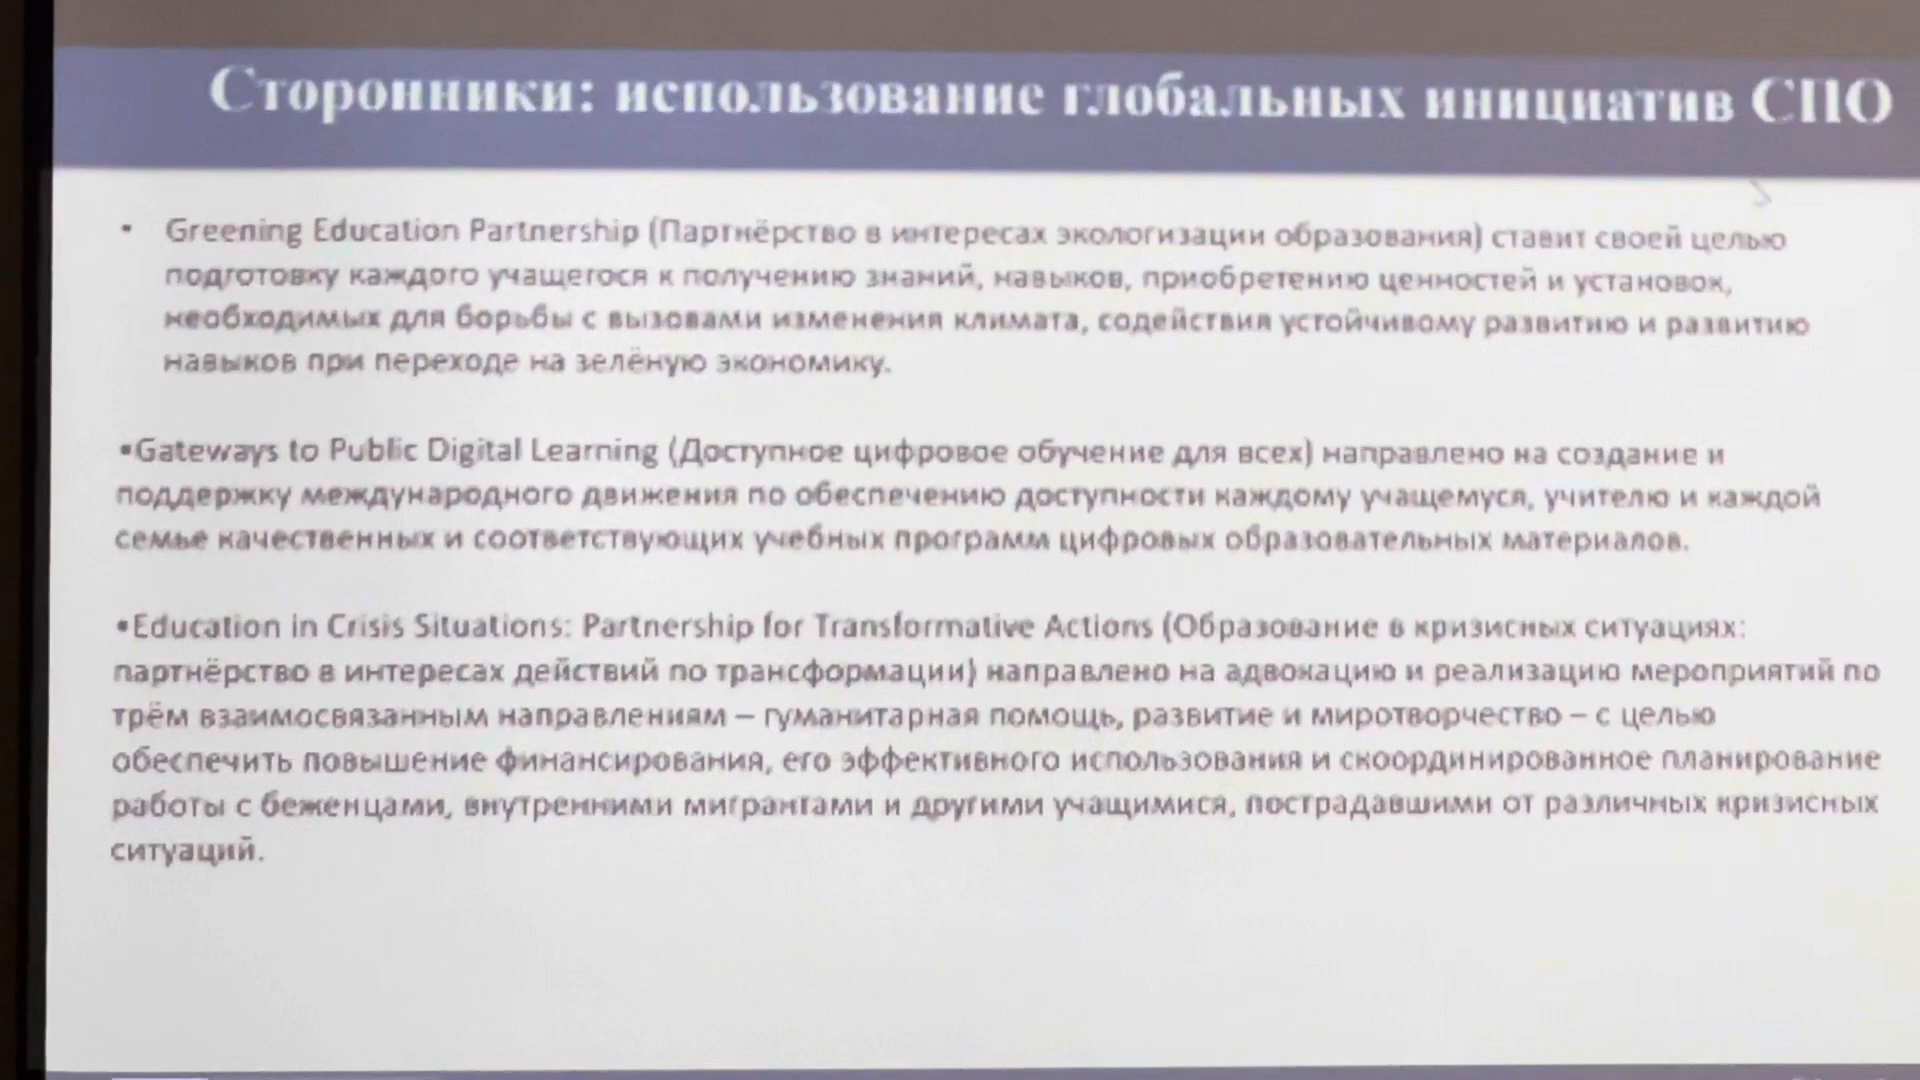 Сторонники: использование глобальных инициатив СПО
• Greening Education Partnership (Партнёрство в интересах экологизации образования) ставит своей целью
подготовку каждого учащегося к получению знаний, навыков, приобретению ценностей и установок,
необходимых для борьбы с вызовами изменения климата, содействия устойчивому развитию и развитию
навыков при переходе на зелёную экономику.
•Gateways to Public Digital Learning (Доступное цифровое обучение для всех) направлено на создание и
поддержку международного движения по обеспечению доступности каждому учащемуся, учителю и каждой
семье качественных и соответствующих учебных программ цифровых образовательных материалов.
•Education in Crisis Situations: Partnership for Transformative Actions (Образование в кризисных ситуациях:
партнёрство в интересах действий по трансформации) направлено на адвокацию и реализацию мероприятий по
трём взаимосвязанным направлениям – гуманитарная помощь, развитие и миротворчество – с целью
обеспечить повышение финансирования, его эффективного использования и скоординированное планирование
работы с беженцами, внутренними мигрантами и другими учащимися, пострадавшими от различных кризисных
ситуаций.